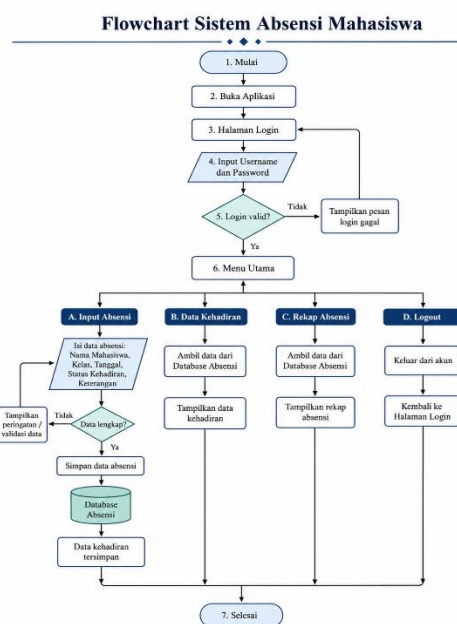 Flowchart Sistem Absensi Mahasiswa
1. Mulai
2. Buka Aplikasi
3. Halaman Login
4. Input Username
dan Password
5. Login valid?
Tidak
Tampilkan pesan
login gagal
Ya
6. Menu Utama
A. Input Absensi
Isi data absensi:
Nama Mahasiswa,
Kelas, Tanggal,
Status Kehadiran,
Keterangan
Data lengkap?
Tidak
Tampilkan
peringatan /
validasi data
Ya
Simpan data absensi
Database
Absensi
Data kehadiran
tersimpan
B. Data Kehadiran
Ambil data dari
Database Absensi
Tampilkan data
kehadiran
C. Rekap Absensi
Ambil data dari
Database Absensi
Tampilkan rekap
absensi
D. Logout
Keluar dari akun
Kembali ke
Halaman Login
7. Selesai